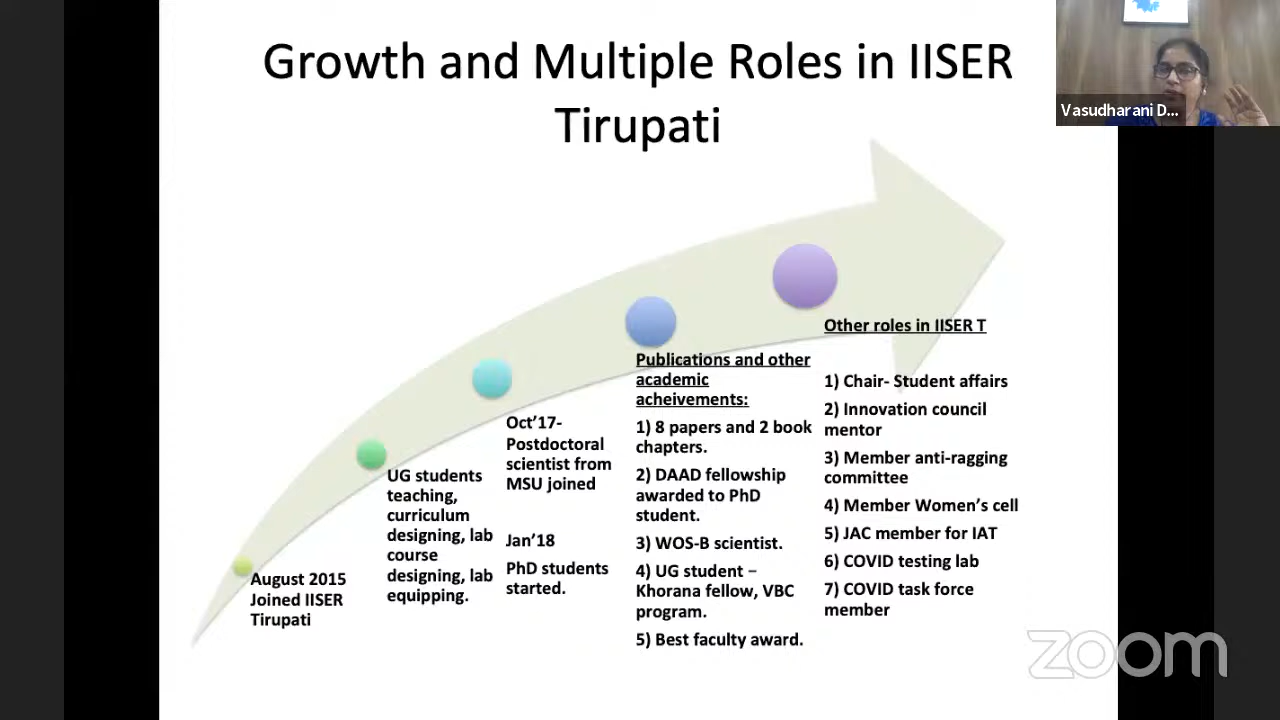 Growth and Multiple Roles in IISER
Tirupati
Vasudharani D...
August 2015
Joined IISER
Tirupati
UG students
teaching,
curriculum
designing, lab
course
designing, lab
equipping.
Oct'17-
Postdoctoral
scientist from
MSU joined
Jan'18
PhD students
started.
Publications and other
academic
acheivements:
1) 8 papers and 2 book
chapters.
2) DAAD fellowship
awarded to PhD
student.
3) WOS-B scientist.
4) UG student –
Khorana fellow, VBC
program.
5) Best faculty award.
Other roles in IISER T
1) Chair- Student affairs
2) Innovation council
mentor
3) Member anti-ragging
committee
4) Member Women's cell
5) JAC member for IAT
6) COVID testing lab
7) COVID task force
member
zoom